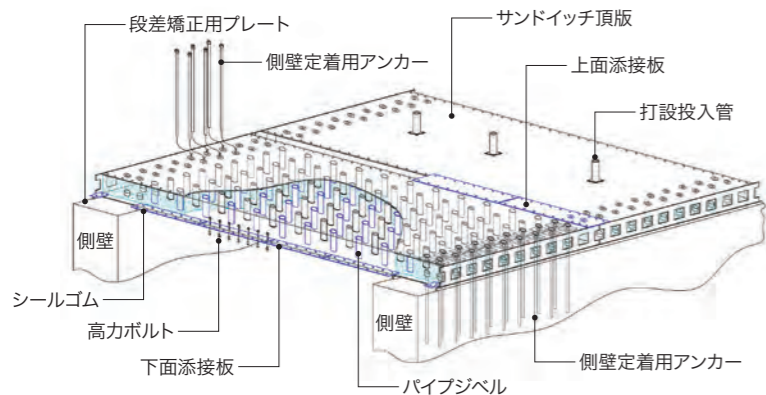 段差矯正用プレート
サンドイッチ頂版
側壁定着用アンカー
上面添接板
打設投入管
側壁
シールゴム
側壁
高力ボルト
下面添接板
側壁定着用アンカー
パイプジベル